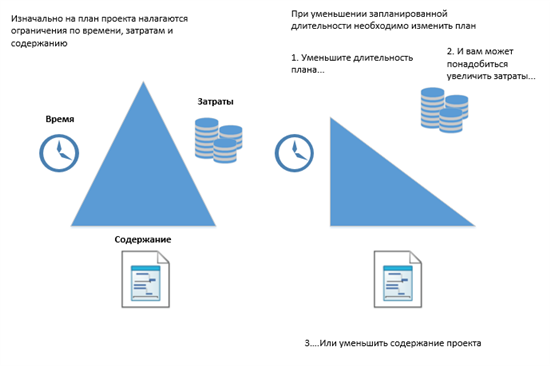 Изначально на план проекта налагаются
ограничения по времени, затратам и
содержанию
Время
Затраты
Содержание
При уменьшении запланированной
длительности необходимо изменить план
1. Уменьшите длительность
плана...
2. И вам может
понадобиться
увеличить затраты...
3....Или уменьшить содержание проекта